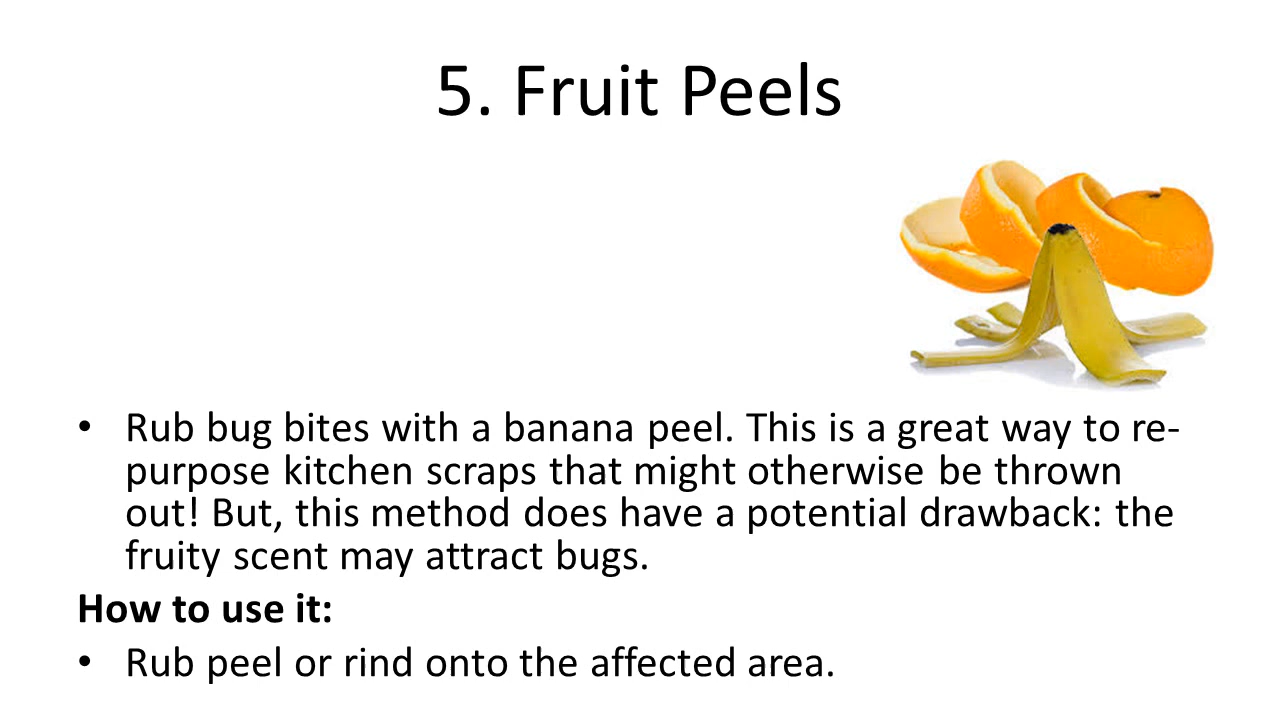 5. Fruit Peels
• Rub bug bites with a banana peel. This is a great way to re-
purpose kitchen scraps that might otherwise be thrown
out! But, this method does have a potential drawback: the
fruity scent may attract bugs.
How to use it:
• Rub peel or rind onto the affected area.